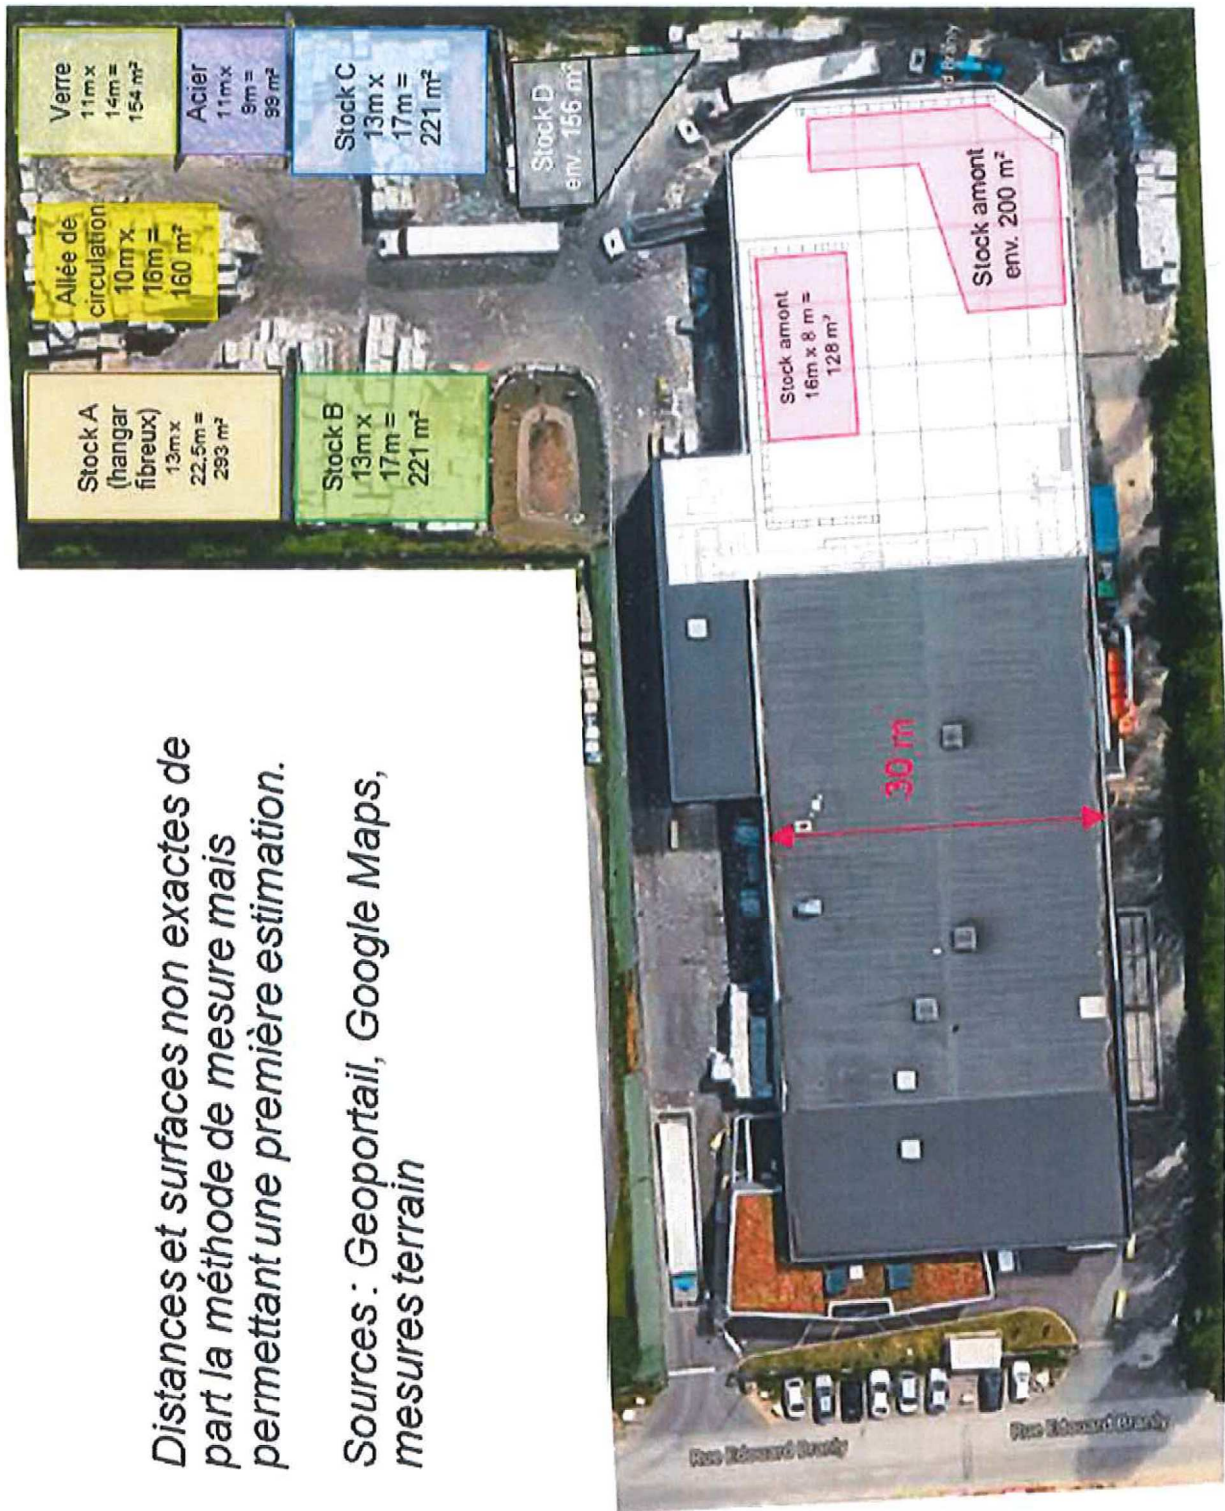 Distances et surfaces non exactes de
part la méthode de mesure mais
permettant une première estimation.
Sources : Geoportail, Google Maps,
mesures terrain
Stock A
(hangar
fibreux)
13m x
22,5m =
293 m²
Allée de
circulation
10m x
16m =
160 m²
Verre
11m x
14m =
154 m²
Acier
11m x
9m =
99 m²
Stock B
13m x
17m =
221 m²
Stock C
13m x
17m =
221 m²
Stock D
env. 156 m²
Stock amont
16m x 8 m =
128 m²
Stock amont
env. 200 m²
30 m
Rue Edouard Branly
Rue Edouard Branly
d Branly